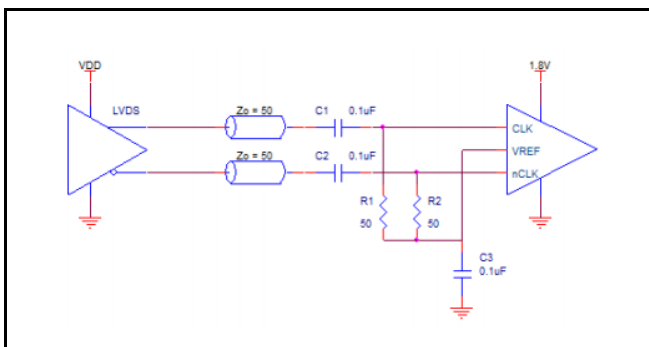 VDD
1.8V
LVDS
Zo = 50
C1
0.1uF
CLK
Zo = 50
C2
0.1uF
VREF
nCLK
R1
R2
50
50
C3
0.1uF